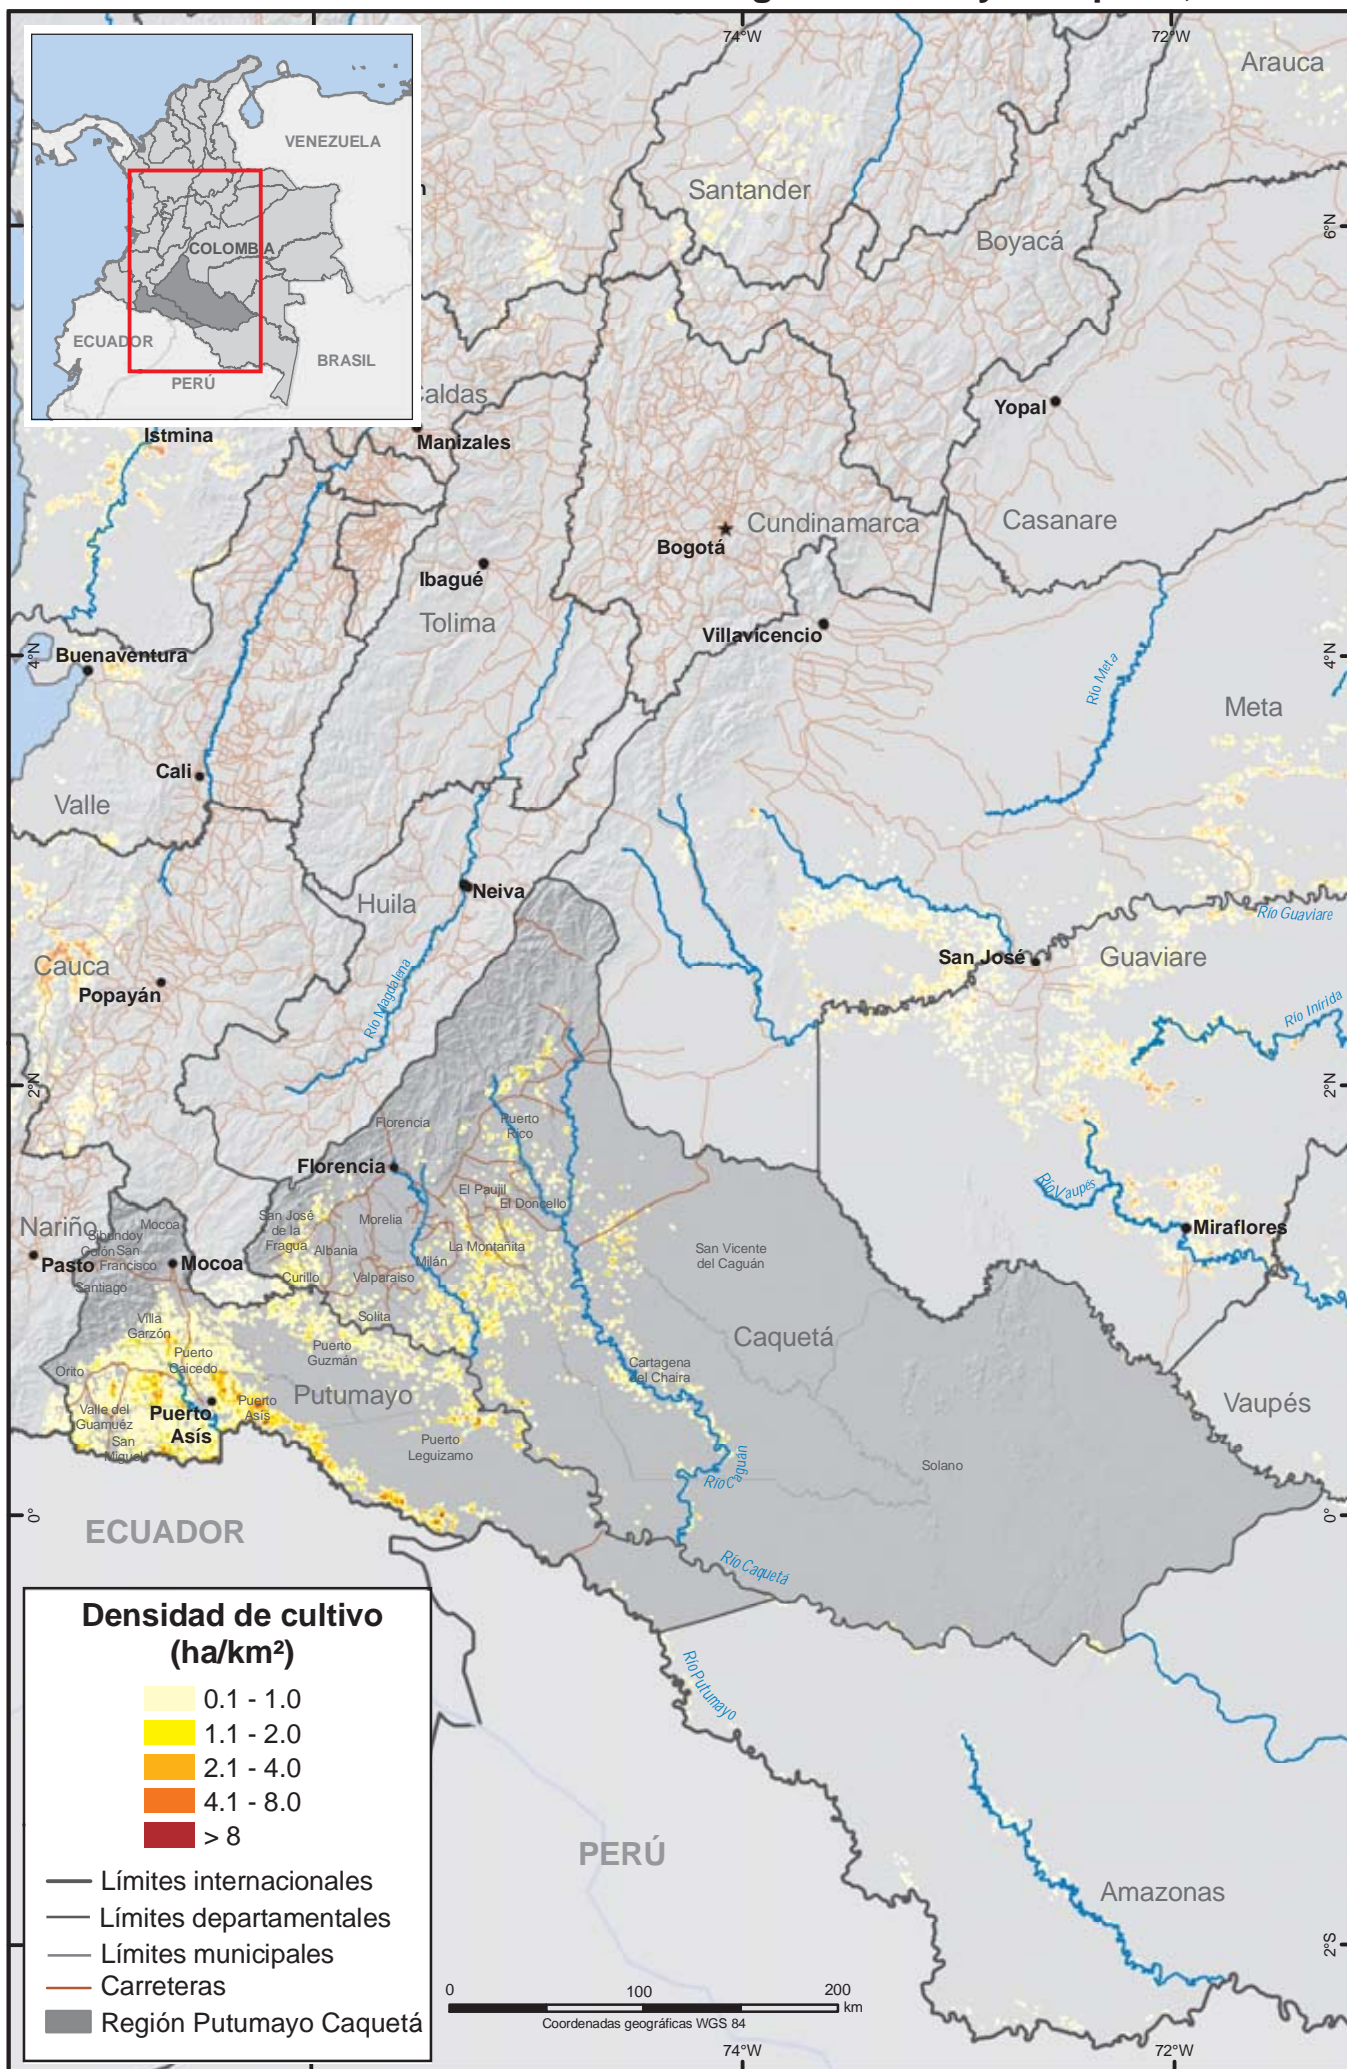 74°W
72°W
Arauca
VENEZUELA
COLOMBIA
ECUADOR
BRASIL
PERÚ
Santander
6°N
Boyacá
Yopal
Istmina
Manizales
Cundinamarca
Casanare
Bogotá
Ibagué
Tolima
Villavicencio
4°N
Buenaventura
4°N
Río Meta
Meta
Cali
Valle
Huila
Neiva
Río Guaviare
San José
Guaviare
Cauca
Popayán
Río Magdalena
Río Inírida
2°N
2°N
Florencia
Puerto
Rico
Florencia
El Paujil
El Doncello
Río Vaupés
Miraflores
Nariño
Mocoa
Sibundoy
Colón
San
Francisco
Santiago
Pasto
Mocoa
San José
de la
Fragua
Morelia
Albania
La Montañita
Milán
Curillo
Valparaiso
San Vicente
del Caguán
Villa
Garzón
Solita
Puerto
Guzmán
Caquetá
Orito
Puerto
Caicedo
Cartagena
del Chaira
Putumayo
Valle del
Guamuéz
Puerto
Asís
Puerto
Asís
San
Miguel
Puerto
Leguizamo
Vaupés
Río Caguán
Solano
0°
0°
ECUADOR
Río Caquetá
Río Putumayo
PERÚ
Amazonas
2°S
Densidad de cultivo
(ha/km²)
0.1 - 1.0
1.1 - 2.0
2.1 - 4.0
4.1 - 8.0
> 8
Límites internacionales
Límites departamentales
Límites municipales
Carreteras
Región Putumayo Caquetá
0 100 200
km
Coordenadas geográficas WGS 84
74°W
72°W